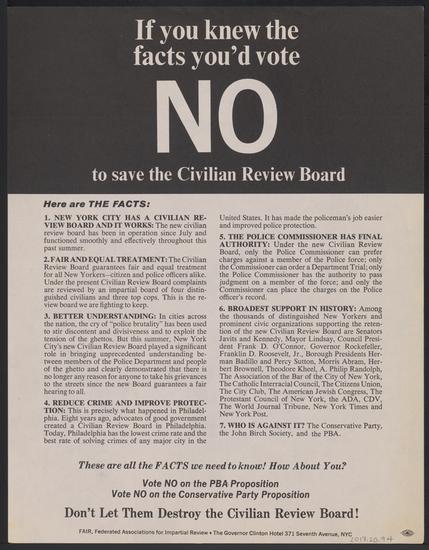 If you knew the
facts you'd vote
NO
to save the Civilian Review Board
Here are THE FACTS:
1. NEW YORK CITY HAS A CIVILIAN RE-
VIEW BOARD AND IT WORKS: The new civilian
review board has been in operation since July and
functioned smoothly and effectively throughout this
past summer.
2. FAIR AND EQUAL TREATMENT: The Civilian
Review Board guarantees fair and equal treatment
for all New Yorkers—citizen and police officers alike.
Under the present Civilian Review Board complaints
are reviewed by an impartial board of four distin-
guished civilians and three top cops. This is the re-
view board we are fighting to keep.
3. BETTER UNDERSTANDING: In cities across
the nation, the cry of "police brutality" has been used
to stir discontent and divisiveness and to exploit the
tension of the ghettos. But this summer, New York
City's new Civilian Review Board played a significant
role in bringing unprecedented understanding be-
tween members of the Police Department and people
of the ghetto and clearly demonstrated that there is
no longer any reason for anyone to take his grievances
to the streets since the new Board guarantees a fair
hearing to all.
4. REDUCE CRIME AND IMPROVE PROTEC-
TION: This is precisely what happened in Philadel-
phia. Eight years ago, advocates of good government
created a Civilian Review Board in Philadelphia.
Today, Philadelphia has the lowest crime rate and the
best rate of solving crimes of any major city in the
United States. It has made the policeman's job easier
and improved police protection.
5. THE POLICE COMMISSIONER HAS FINAL
AUTHORITY: Under the new Civilian Review
Board, only the Police Commissioner can prefer
charges against a member of the Police force; only
the Commissioner can order a Department Trial; only
the Police Commissioner has the authority to pass
judgment on a member of the force; and only the
Commissioner can place the charges on the Police
officer's record.
6. BROADEST SUPPORT IN HISTORY: Among
the thousands of distinguished New Yorkers and
prominent civic organizations supporting the reten-
tion of the new Civilian Review Board are Senators
Javits and Kennedy, Mayor Lindsay, Council Presi-
dent Frank D. O'Connor, Governor Rockefeller,
Franklin D. Roosevelt, Jr., Borough Presidents Her-
man Badillo and Percy Sutton, Morris Abram, Her-
bert Brownell, Theodore Kheel, A. Philip Randolph,
The Association of the Bar of the City of New York,
The Catholic Interracial Council, The Citizens Union,
The City Club, The American Jewish Congress, The
Protestant Council of New York, the ADA, CDV,
The World Journal Tribune, New York Times and
New York Post.
7. WHO IS AGAINST IT? The Conservative Party,
the John Birch Society, and the PBA.
These are all the FACTS we need to know! How About You?
Vote NO on the PBA Proposition
Vote NO on the Conservative Party Proposition
Don't Let Them Destroy the Civilian Review Board!
FAIR, Federated Associations for Impartial Review • The Governor Clinton Hotel 371 Seventh Avenue, NYC
2017.20.94